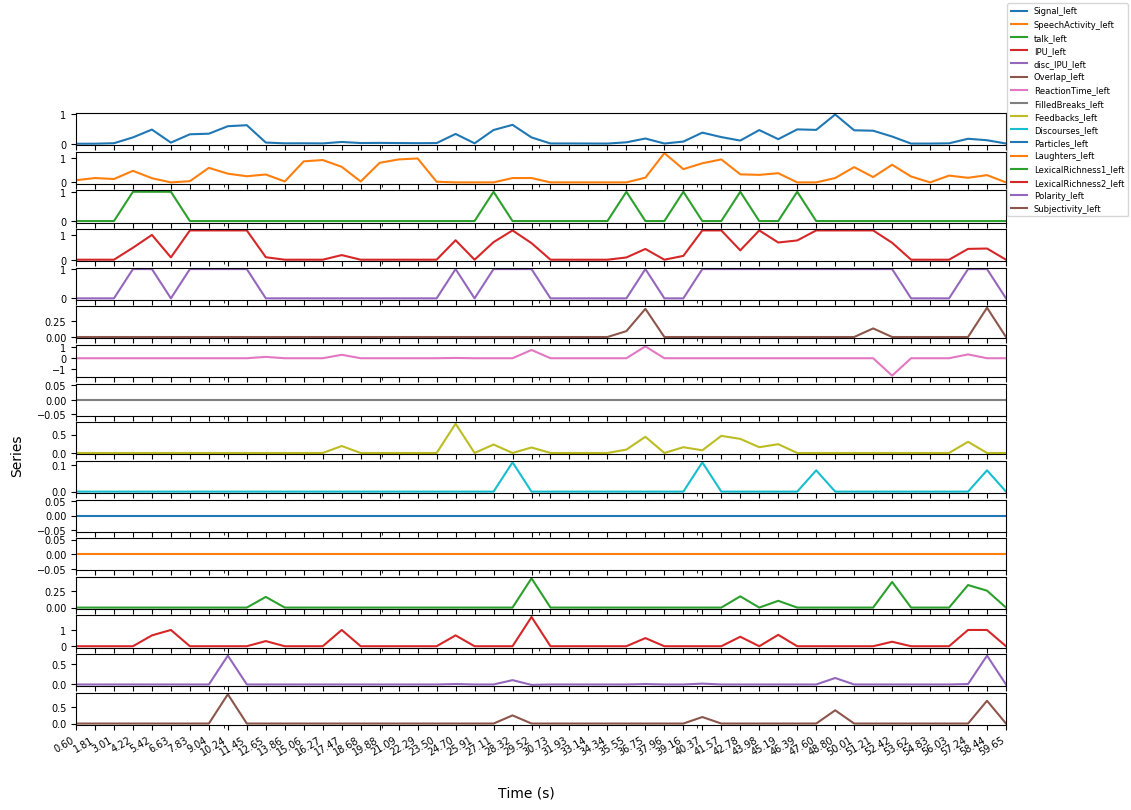 Signal_left
SpeechActivity_left
talk_left
IPU_left
disc_IPU_left
Overlap_left
ReactionTime_left
FilledBreaks_left
Feedbacks_left
Discourses_left
Particles_left
Laughters_left
LexicalRichness1_left
LexicalRichness2_left
Polarity_left
Subjectivity_left
1
0
1
0
1
0
1
0
1
0
0.25
0.00
1
0
−1
0.05
0.00
−0.05
0.5
0.0
0.1
0.0
0.05
0.00
−0.05
0.05
0.00
−0.05
0.25
0.00
1
0
0.5
0.0
0.5
0.0
Series
0.60 1.81 3.01 4.22 5.42 6.63 7.83 9.04 10.24 11.45 12.65 13.86 15.06 16.27 17.47 18.68 19.88 21.09 22.29 23.50 24.70 25.91 27.11 28.32 29.52 30.73 31.93 33.14 34.34 35.55 36.75 37.96 39.16 40.37 41.57 42.78 43.98 45.19 46.39 47.60 48.80 50.01 51.21 52.42 53.62 54.83 56.03 57.24 58.44 59.65
Time (s)